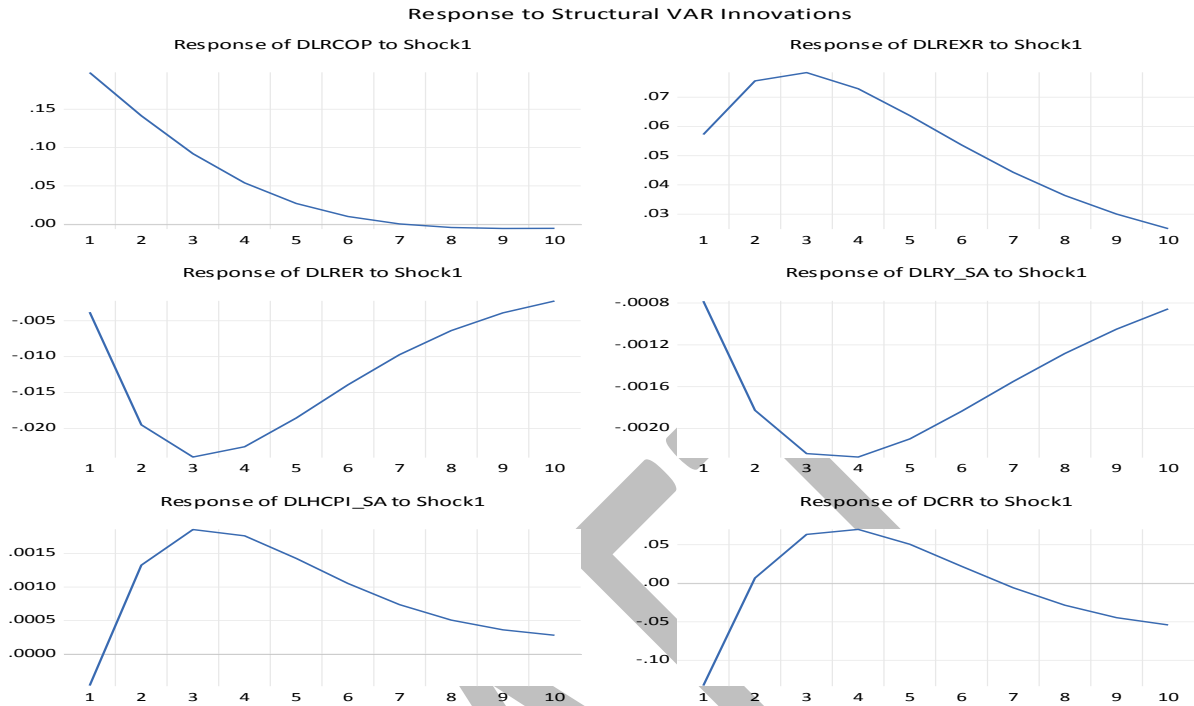 Response to Structural VAR Innovations
Response of DLRCOP to Shock1
.15
.10
.05
.00
1 2 3 4 5 6 7 8 9 10
Response of DLREXR to Shock1
.07
.06
.05
.04
.03
1 2 3 4 5 6 7 8 9 10
Response of DLRER to Shock1
-.005
-.010
-.015
-.020
1 2 3 4 5 6 7 8 9 10
Response of DLRY_SA to Shock1
-.0008
-.0012
-.0016
-.0020
1 2 3 4 5 6 7 8 9 10
Response of DLHCPI_SA to Shock1
.0015
.0010
.0005
.0000
1 2 3 4 5 6 7 8 9 10
Response of DCRR to Shock1
.05
.00
-.05
-.10
1 2 3 4 5 6 7 8 9 10